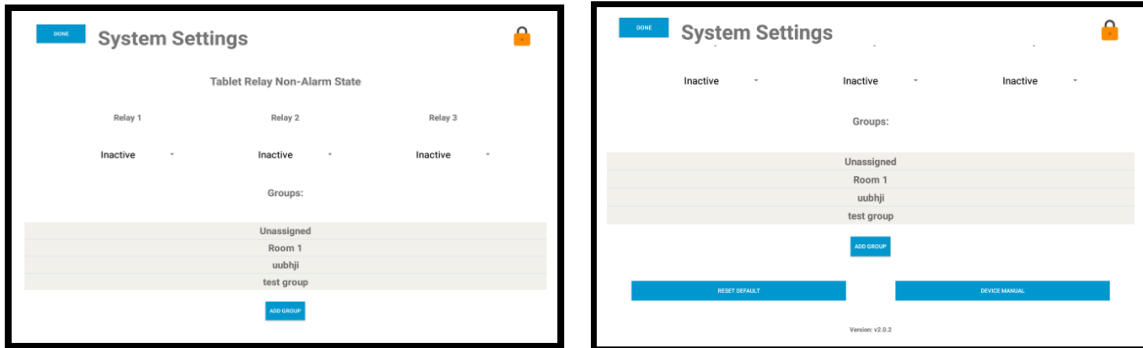 DONE System Settings
Tablet Relay Non-Alarm State
Relay 1 Relay 2 Relay 3
Inactive Inactive Inactive
Groups:
Unassigned
Room 1
uubhji
test group
ADD GROUP
DONE System Settings
Inactive Inactive Inactive
Groups:
Unassigned
Room 1
uubhji
test group
ADD GROUP
RESET DEFAULT DEVICE MANUAL
Version: v2.0.2